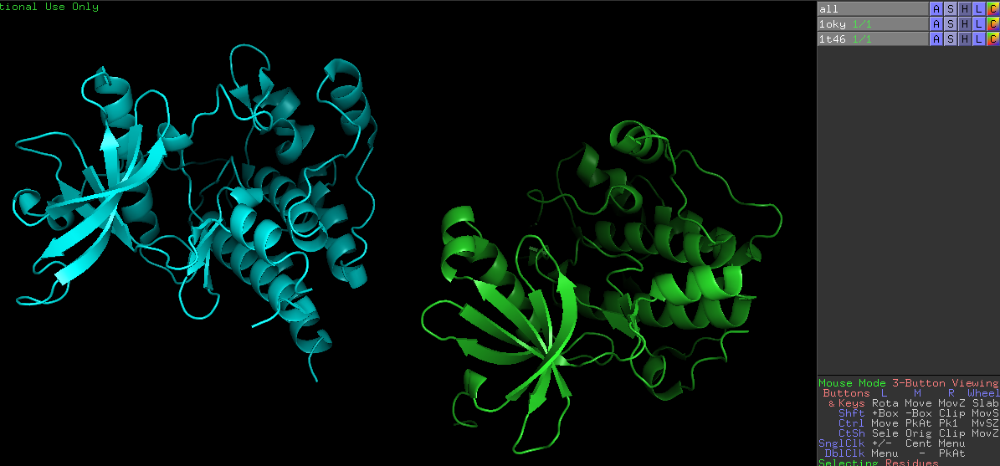 tional Use Only
all A S H L C
1oky 1/1 A S H L C
1t46 1/1 A S H L C
Mouse Mode 3-Button Viewing
Buttons L M R Wheel
& Keys Rota Move MovZ Slab
Shft +Box -Box Clip MovS
Ctrl Move PkAt Pk1 MvSZ
CtSh Sele Orig Clip MovZ
SnglClk +/- Cent Menu
DblClk Menu - PkAt
Selecting Residues